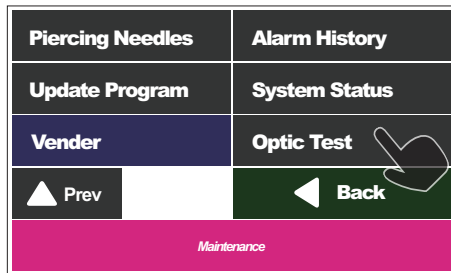 Piercing Needles
Alarm History
Update Program
System Status
Vender
Optic Test
Prev
Back
Maintenance